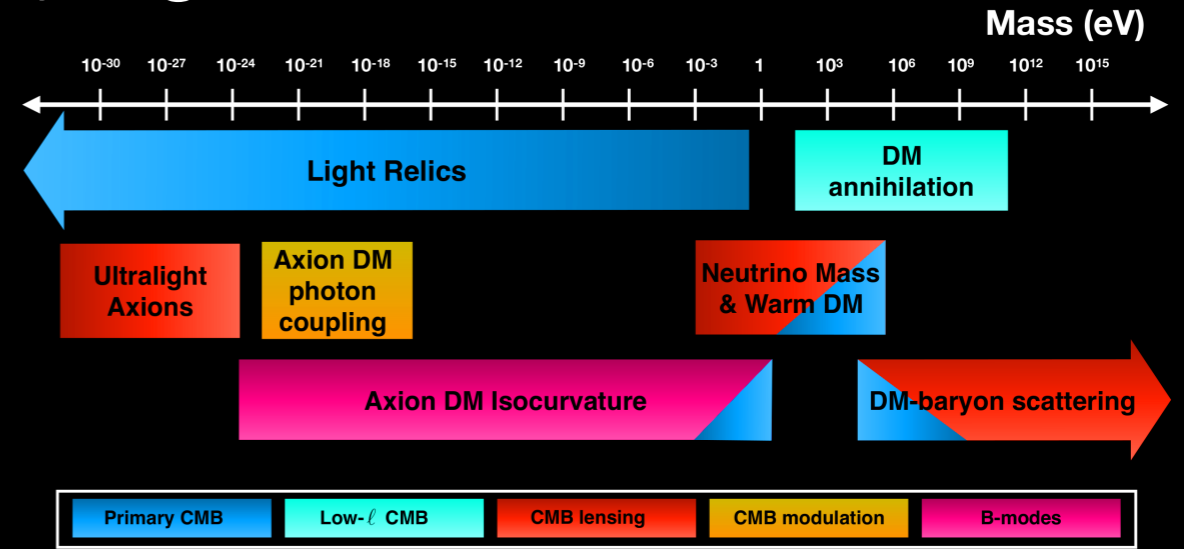 Mass (eV)
10⁻³⁰ 10⁻²⁷ 10⁻²⁴ 10⁻²¹ 10⁻¹⁸ 10⁻¹⁵ 10⁻¹² 10⁻⁹ 10⁻⁶ 10⁻³ 1 10³ 10⁶ 10⁹ 10¹² 10¹⁵
Light Relics
DM
annihilation
Ultralight
Axions
Axion DM
photon
coupling
Neutrino Mass
& Warm DM
Axion DM Isocurvature
DM-baryon scattering
Primary CMB
Low-ℓ CMB
CMB lensing
CMB modulation
B-modes